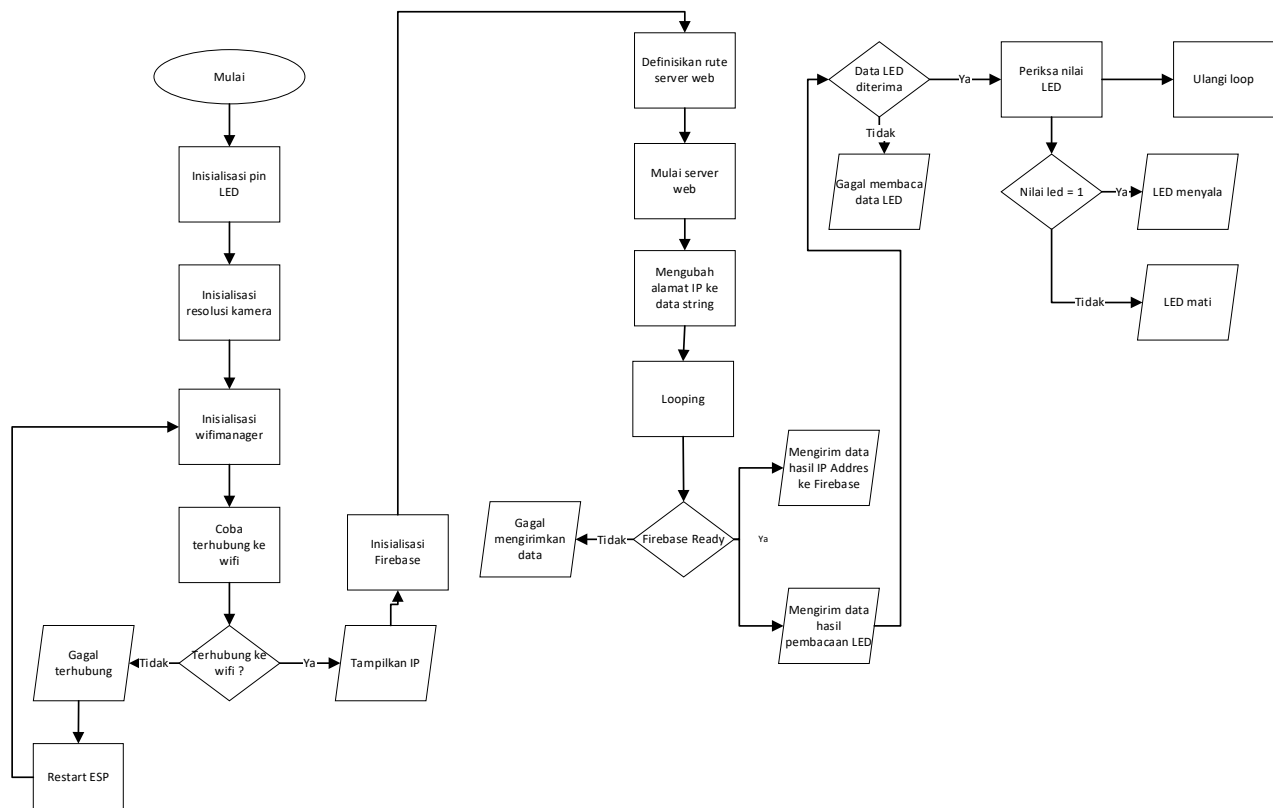 Mulai
Inisialisasi pin
LED
Inisialisasi
resolusi kamera
Inisialisasi
wifimanager
Coba
terhubung ke
wifi
Terhubung ke
wifi ?
Tidak
Gagal
terhubung
Restart ESP
Ya
Tampilkan IP
Inisialisasi
Firebase
Definisikan rute
server web
Mulai server
web
Mengubah
alamat IP ke
data string
Looping
Firebase Ready
Tidak
Gagal
mengirimkan
data
Ya
Mengirim data
hasil IP Addres
ke Firebase
Mengirim data
hasil
pembacaan LED
Data LED
diterima
Tidak
Gagal membaca
data LED
Ya
Periksa nilai
LED
Ulangi loop
Nilai led = 1
Ya
LED menyala
Tidak
LED mati